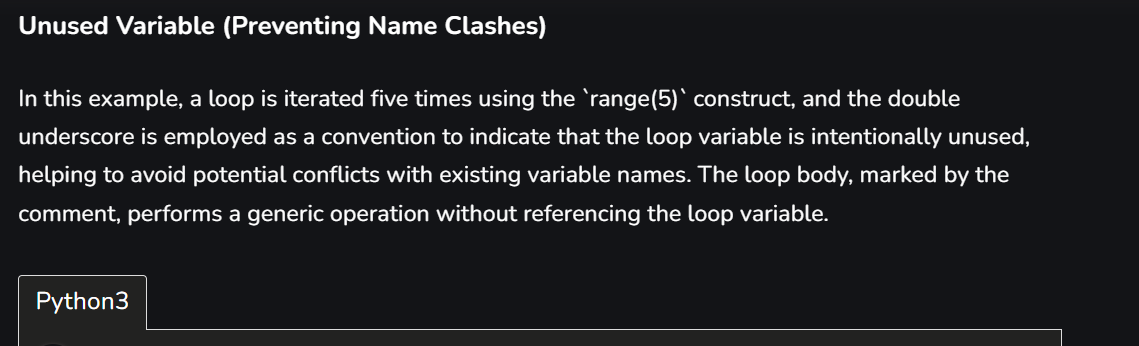 Unused Variable (Preventing Name Clashes)
In this example, a loop is iterated five times using the `range(5)` construct, and the double
underscore is employed as a convention to indicate that the loop variable is intentionally unused,
helping to avoid potential conflicts with existing variable names. The loop body, marked by the
comment, performs a generic operation without referencing the loop variable.
Python3